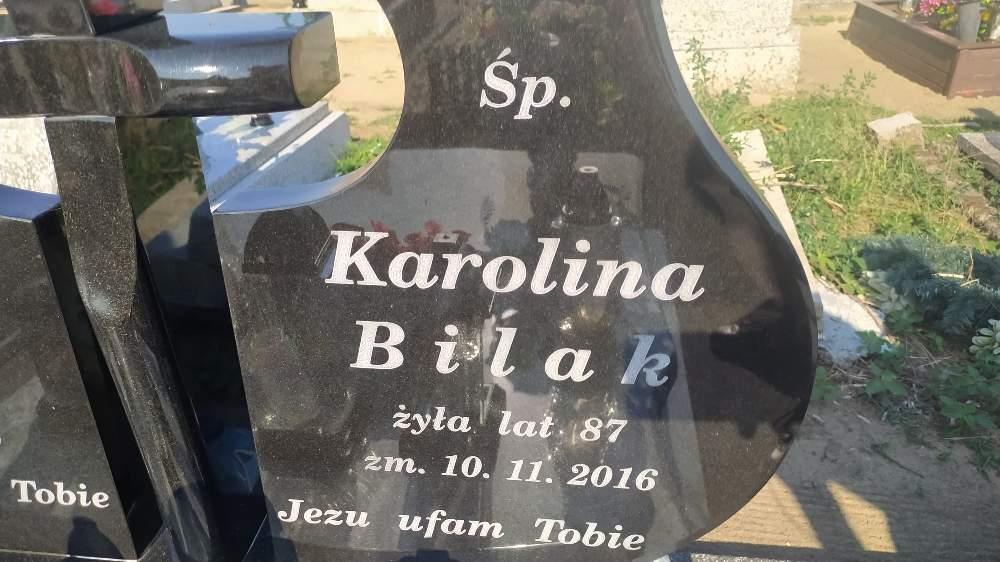 Śp.
Karolina
Bilak
żyła lat 87
zm. 10. 11. 2016
Jezu ufam Tobie
Tobie